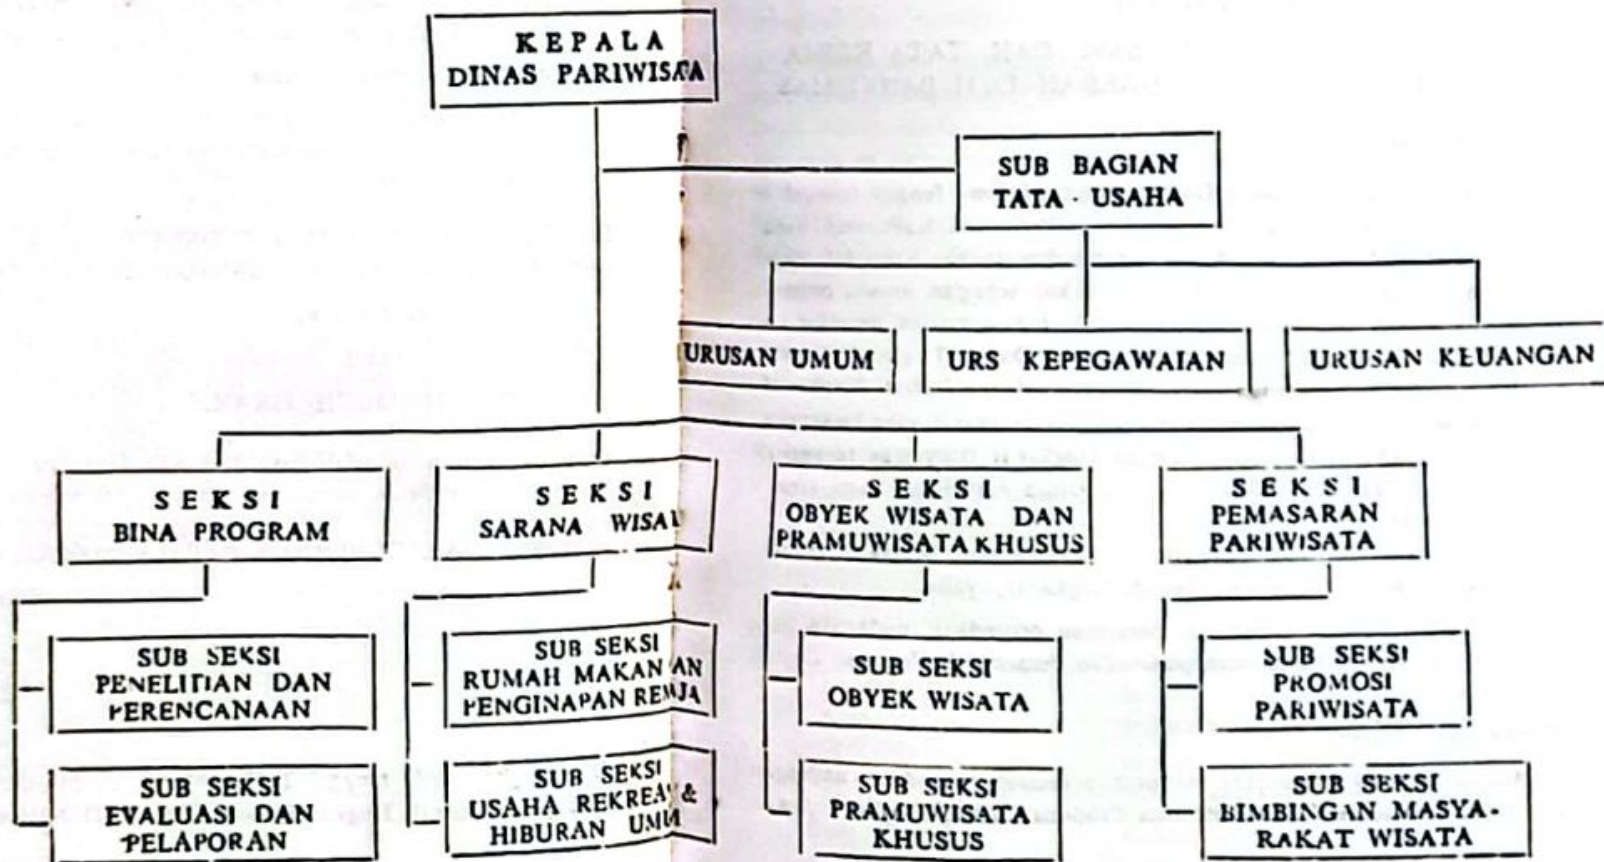 KEPALA
DINAS PARIWISATA
SUB BAGIAN
TATA - USAHA
URUSAN UMUM
URS KEPEGAWAIAN
URUSAN KEUANGAN
SEKSI
BINA PROGRAM
SEKSI
SARANA
SEKSI
OBYEK WISATA DAN
PRAMUWISATA KHUSUS
SEKSI
PEMASARAN
PARIWISATA
SUB SEKSI
PENELITIAN DAN
PERENCANAAN
SUB SEKSI
RUMAH MAKAN
PENGINAPAN
SUB SEKSI
OBYEK WISATA
SUB SEKSI
PROMOSI
PARIWISATA
SUB SEKSI
EVALUASI DAN
PELAPORAN
SUB SEKSI
USAHA &
HIBURAN
SUB SEKSI
PRAMUWISATA
KHUSUS
SUB SEKSI
BIMBINGAN MASYA-
RAKAT WISATA